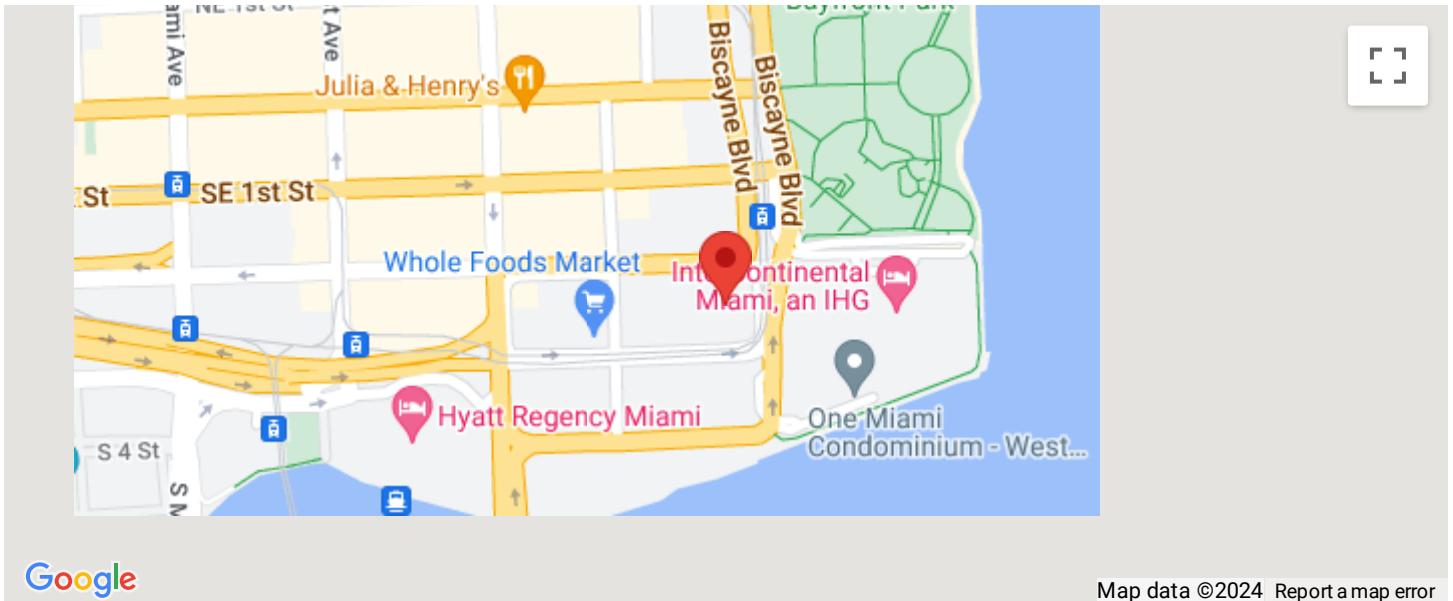 NE 1st St
Bayfront Park
ami Ave
t Ave
Biscayne Blvd
Biscayne Blvd
Julia & Henry's
St
SE 1st St
Whole Foods Market
InterContinental
Miami, an IHG
Hyatt Regency Miami
One Miami
Condominium - West...
S 4 St
S M
Google
Map data ©2024
Report a map error